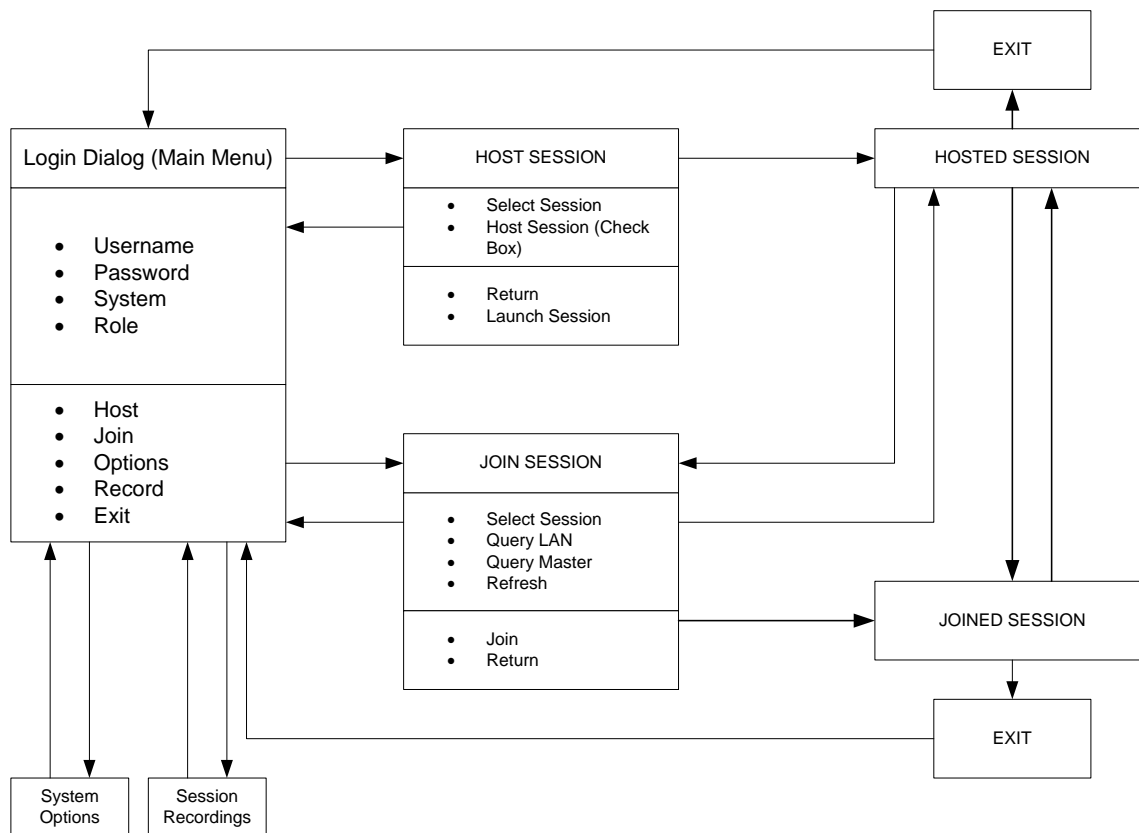 EXIT
Login Dialog (Main Menu)
HOST SESSION
HOSTED SESSION
• Username
• Password
• System
• Role
• Select Session
• Host Session (Check
Box)
• Return
• Launch Session
• Host
• Join
• Options
• Record
• Exit
JOIN SESSION
• Select Session
• Query LAN
• Query Master
• Refresh
• Join
• Return
JOINED SESSION
EXIT
System
Options
Session
Recordings